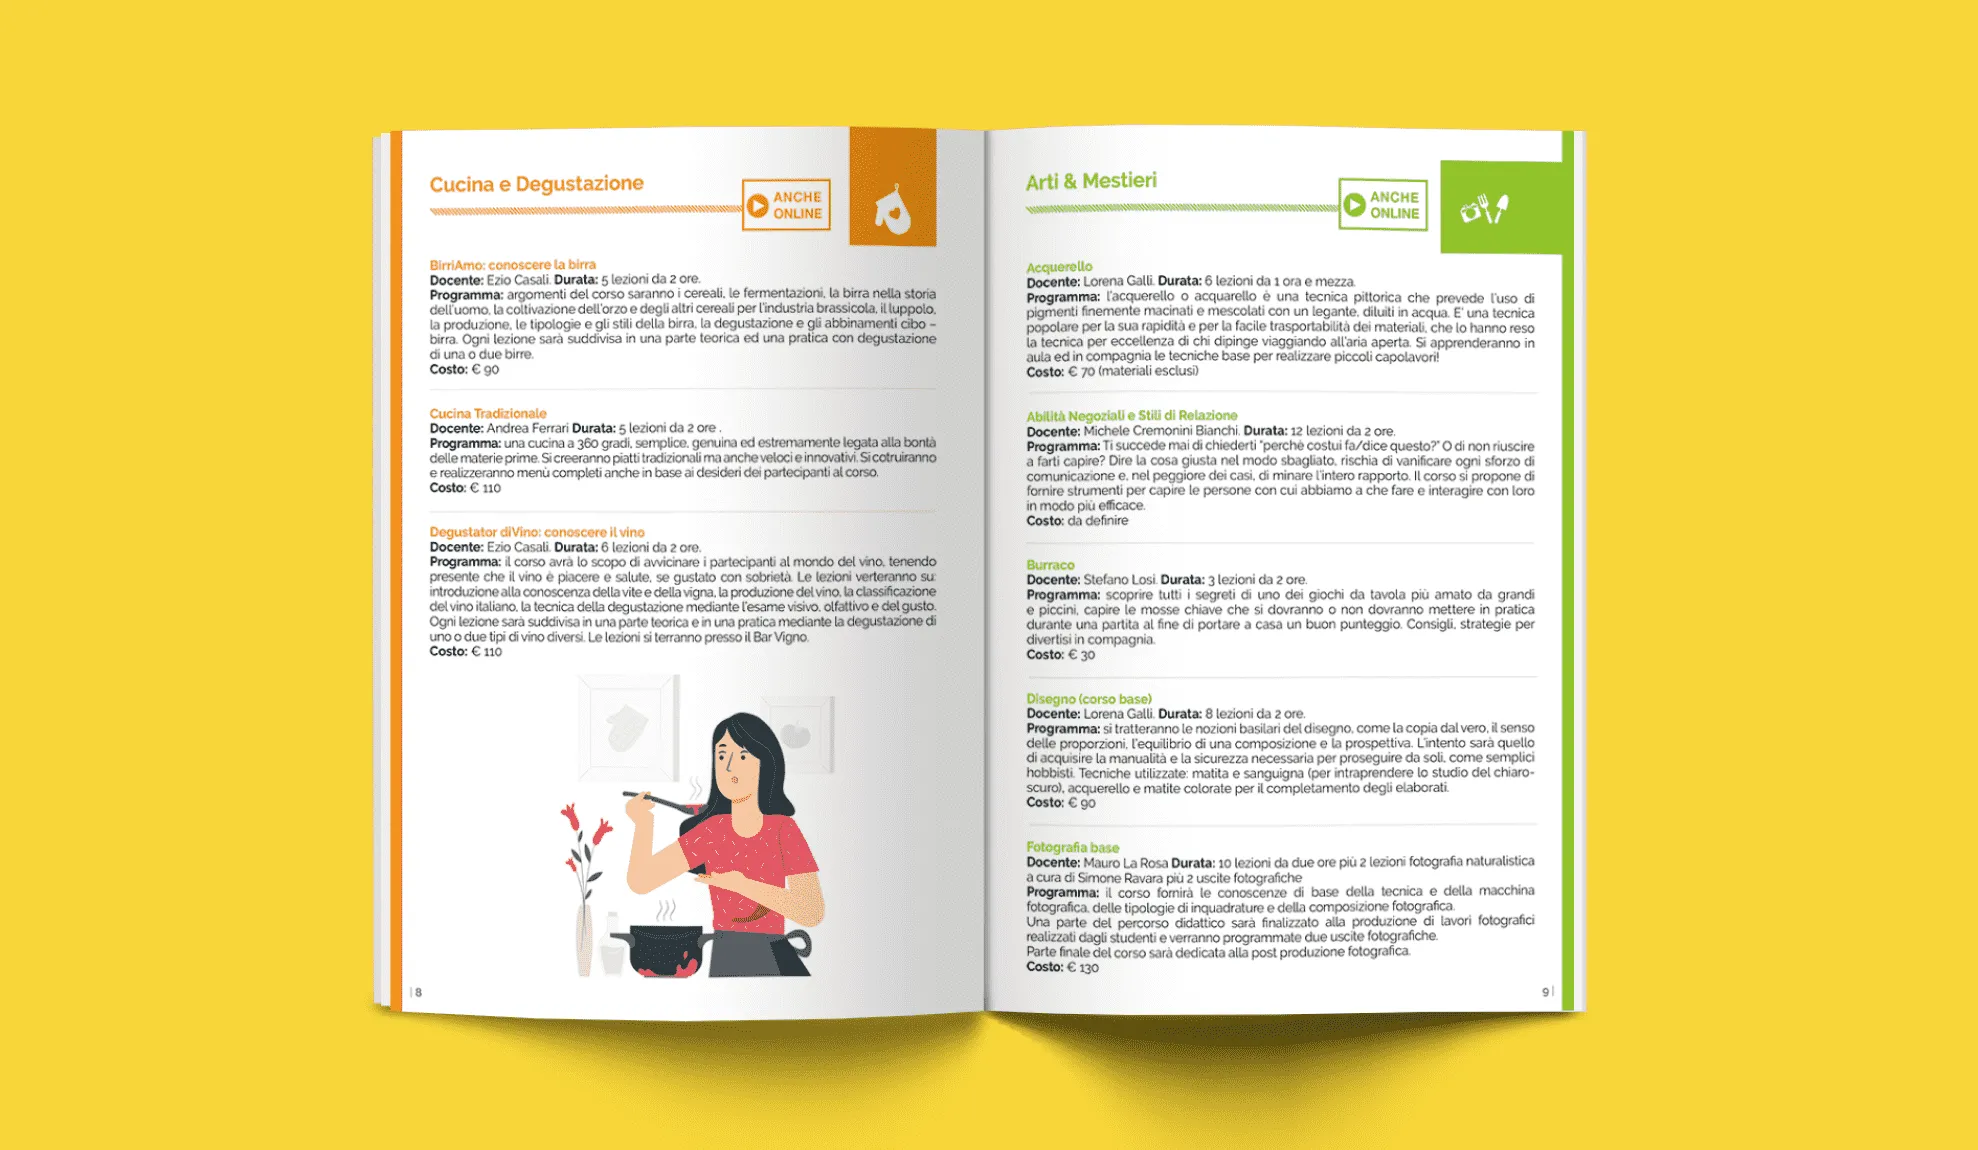 Cucina e Degustazione
ANCHE
ONLINE
BirriAmo: conoscere la birra
Docente: Ezio Casali. Durata: 5 lezioni da 2 ore.
Programma: argomenti del corso saranno i cereali, le fermentazioni, la birra nella storia
dell'uomo, la coltivazione dell'orzo e degli altri cereali per l'industria brassicola, il luppolo,
la produzione, le tipologie e gli stili della birra, la degustazione e gli abbinamenti cibo –
birra. Ogni lezione sarà suddivisa in una parte teorica ed una pratica con degustazione
di una o due birre.
Costo: € 90
Cucina Tradizionale
Docente: Andrea Ferrari Durata: 5 lezioni da 2 ore .
Programma: una cucina a 360 gradi, semplice, genuina ed estremamente legata alla bontà
delle materie prime. Si creeranno piatti tradizionali ma anche veloci e innovativi. Si cotruiranno
e realizzeranno menù completi anche in base ai desideri dei partecipanti al corso.
Costo: € 110
Degustator diVino: conoscere il vino
Docente: Ezio Casali. Durata: 6 lezioni da 2 ore.
Programma: il corso avrà lo scopo di avvicinare i partecipanti al mondo del vino, tenendo
presente che il vino è piacere e salute, se gustato con sobrietà. Le lezioni verteranno su:
introduzione alla conoscenza della vite e della vigna, la produzione del vino, la classificazione
del vino italiano, la tecnica della degustazione mediante l'esame visivo, olfattivo e del gusto.
Ogni lezione sarà suddivisa in una parte teorica e in una pratica mediante la degustazione di
uno o due tipi di vino diversi. Le lezioni si terranno presso il Bar Vigno.
Costo: € 110
| 8
Arti & Mestieri
ANCHE
ONLINE
Acquerello
Docente: Lorena Galli. Durata: 6 lezioni da 1 ora e mezza.
Programma: l'acquerello o acquarello è una tecnica pittorica che prevede l'uso di
pigmenti finemente macinati e mescolati con un legante, diluiti in acqua. E' una tecnica
popolare per la sua rapidità e per la facile trasportabilità dei materiali, che lo hanno reso
la tecnica per eccellenza di chi dipinge viaggiando all'aria aperta. Si apprenderanno in
aula ed in compagnia le tecniche base per realizzare piccoli capolavori!
Costo: € 70 (materiali esclusi)
Abilità Negoziali e Stili di Relazione
Docente: Michele Cremonini Bianchi. Durata: 12 lezioni da 2 ore.
Programma: Ti succede mai di chiederti "perché costui fa/dice questo?" O di non riuscire
a farti capire? Dire la cosa giusta nel modo sbagliato, rischia di vanificare ogni sforzo di
comunicazione e, nel peggiore dei casi, di minare l'intero rapporto. Il corso si propone di
fornire strumenti per capire le persone con cui abbiamo a che fare e interagire con loro
in modo più efficace.
Costo: da definire
Burraco
Docente: Stefano Losi. Durata: 3 lezioni da 2 ore.
Programma: scoprire tutti i segreti di uno dei giochi da tavola più amato da grandi
e piccini, capire le mosse chiave che si dovranno o non dovranno mettere in pratica
durante una partita al fine di portare a casa un buon punteggio. Consigli, strategie per
divertisi in compagnia.
Costo: € 30
Disegno (corso base)
Docente: Lorena Galli. Durata: 8 lezioni da 2 ore.
Programma: si tratteranno le nozioni basilari del disegno, come la copia dal vero, il senso
delle proporzioni, l'equilibrio di una composizione e la prospettiva. L'intento sarà quello
di acquisire la manualità e la sicurezza necessaria per proseguire da soli, come semplici
hobbisti. Tecniche utilizzate: matita e sanguigna (per intraprendere lo studio del chiaro-
scuro), acquerello e matite colorate per il completamento degli elaborati.
Costo: € 90
Fotografia base
Docente: Mauro La Rosa Durata: 10 lezioni da due ore più 2 lezioni fotografia naturalistica
a cura di Simone Ravara più 2 uscite fotografiche
Programma: il corso fornirà le conoscenze di base della tecnica e della macchina
fotografica, delle tipologie di inquadrature e della composizione fotografica.
Una parte del percorso didattico sarà finalizzato alla produzione di lavori fotografici
realizzati dagli studenti e verranno programmate due uscite fotografiche.
Parte finale del corso sarà dedicata alla post produzione fotografica.
Costo: € 130
9 |